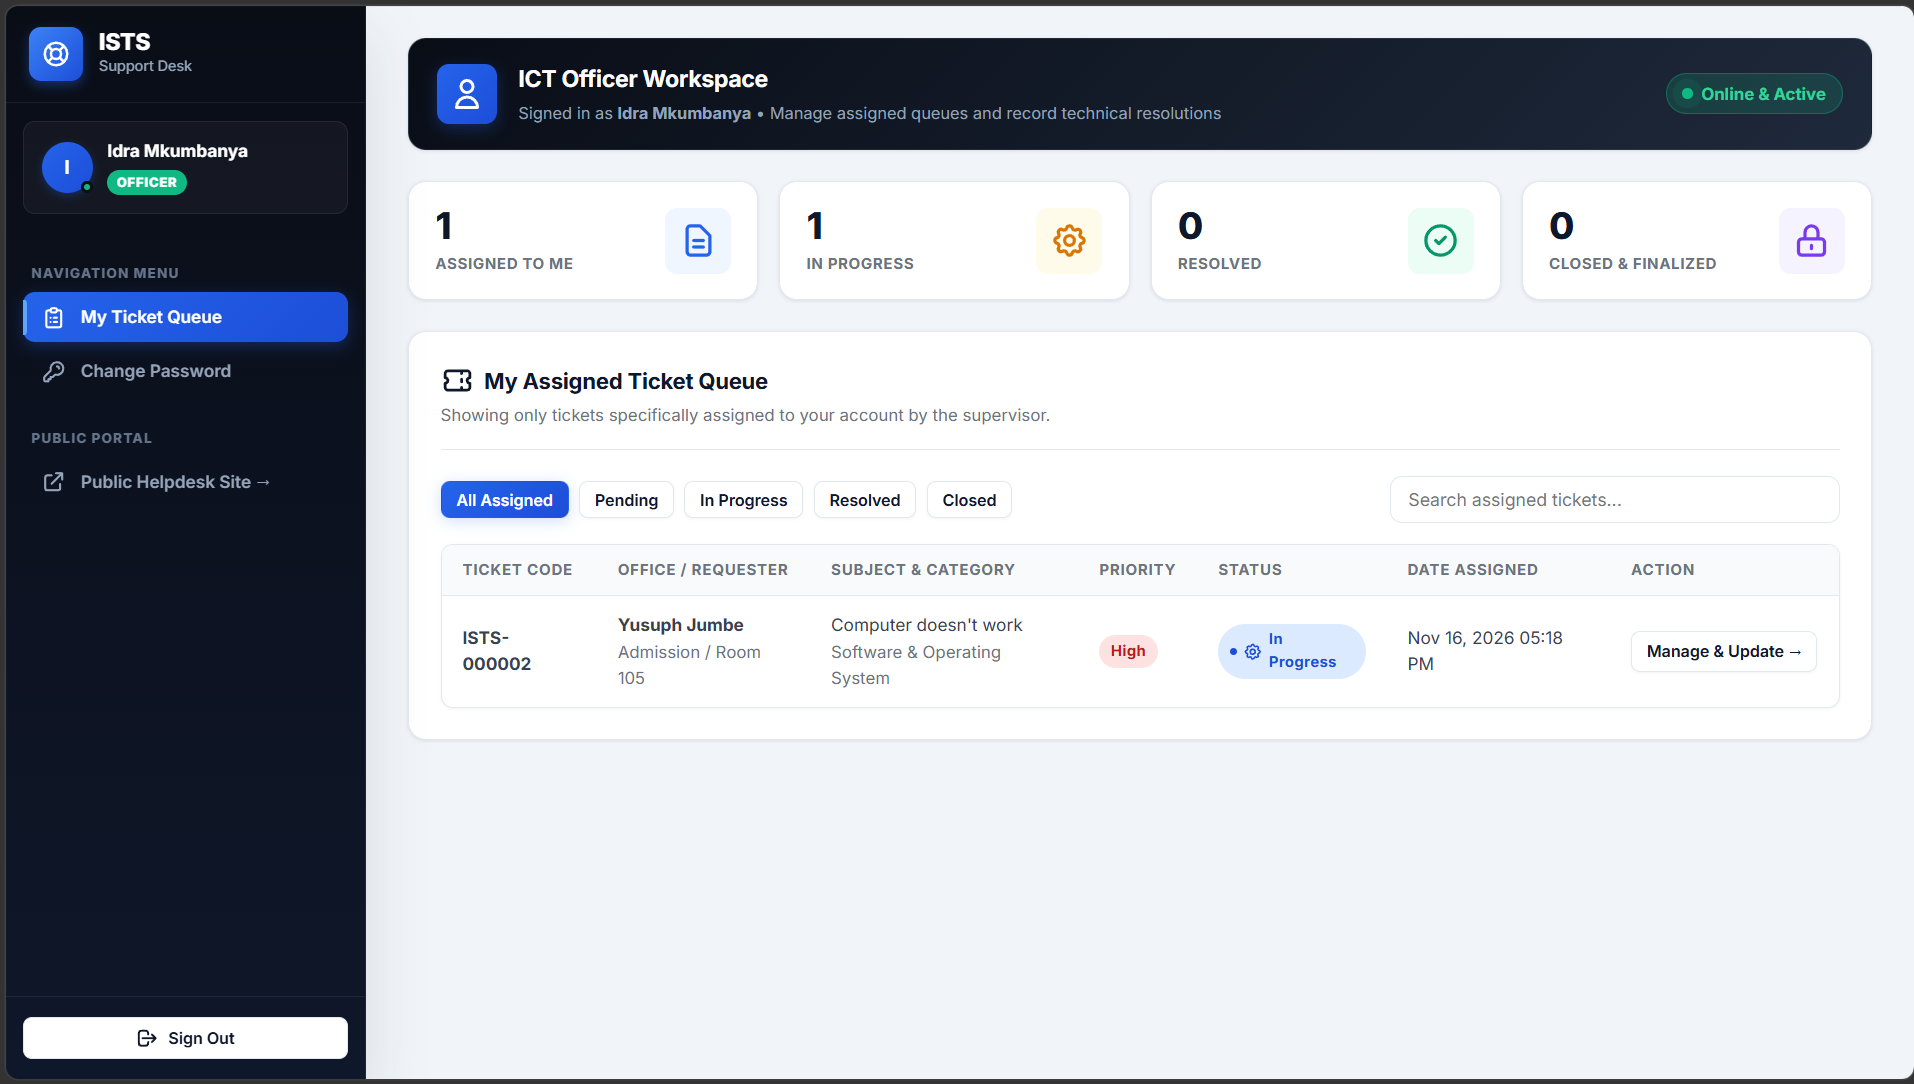 ISTS
Support Desk
I
Idra Mkumbanya
OFFICER
NAVIGATION MENU
My Ticket Queue
Change Password
PUBLIC PORTAL
Public Helpdesk Site →
Sign Out
ICT Officer Workspace
Signed in as Idra Mkumbanya • Manage assigned queues and record technical resolutions
Online & Active
1
ASSIGNED TO ME
1
IN PROGRESS
0
RESOLVED
0
CLOSED & FINALIZED
My Assigned Ticket Queue
Showing only tickets specifically assigned to your account by the supervisor.
All Assigned
Pending
In Progress
Resolved
Closed
Search assigned tickets...
TICKET CODE
OFFICE / REQUESTER
SUBJECT & CATEGORY
PRIORITY
STATUS
DATE ASSIGNED
ACTION
ISTS-
000002
Yusuph Jumbe
Admission / Room
105
Computer doesn't work
Software & Operating
System
High
In
Progress
Nov 16, 2026 05:18
PM
Manage & Update →